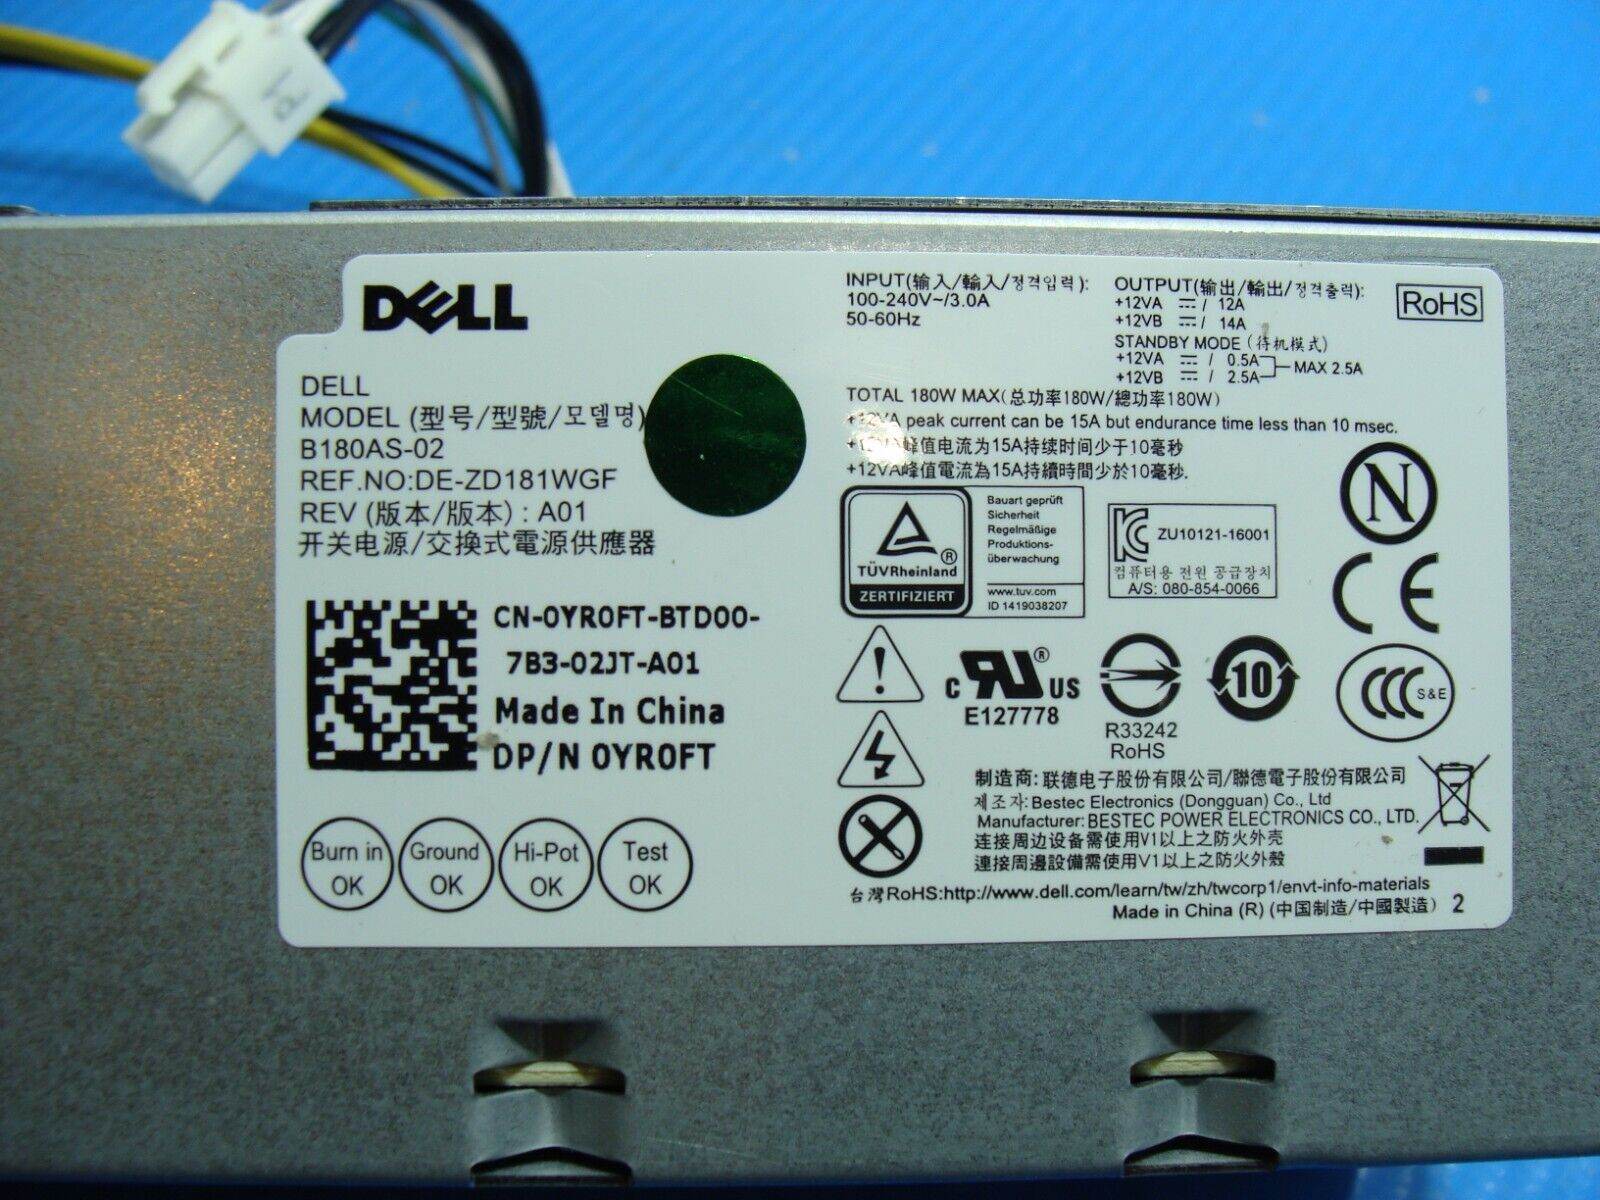 DELL
DELL
MODEL (型号/型號/모델명)
B180AS-02
REF.NO:DE-ZD181WGF
REV (版本/版本) : A01
开关电源/交換式電源供應器
CN-0YR0FT-BTD00-
7B3-02JT-A01
Made In China
DP/N 0YR0FT
Burn in OK
Ground OK
Hi-Pot OK
Test OK
INPUT(输入/輸入/정격입력):
100-240V~/3.0A
50-60Hz
OUTPUT(输出/輸出/정격출력):
+12VA / 12A
+12VB / 14A
STANDBY MODE (待机模式)
+12VA / 0.5A
+12VB / 2.5A
MAX 2.5A
RoHS
TOTAL 180W MAX(总功率180W/總功率180W)
+12VA peak current can be 15A but endurance time less than 10 msec.
+12VA峰值电流为15A持续时间少于10毫秒
+12VA峰值電流為15A持續時間少於10毫秒.
TÜVRheinland ®
ZERTIFIZIERT
Bauart geprüft
Sicherheit
Regelmäßige
Produktions-
überwachung
www.tuv.com
ID 1419038207
ZU10121-16001
컴퓨터용 전원 공급장치
A/S: 080-854-0066
N
CE
c RU ® US
E127778
R33242
RoHS
10
CCC S&E
制造商: 联德电子股份有限公司/聯德電子股份有限公司
제조자: Bestec Electronics (Dongguan) Co., Ltd
Manufacturer: BESTEC POWER ELECTRONICS CO., LTD.
连接周边设备需使用V1以上之防火外壳
連接周邊設備需使用V1以上之防火外殼
台灣RoHS:http://www.dell.com/learn/tw/zh/twcorp1/envt-info-materials
Made in China (R) (中国制造/中國製造) 2